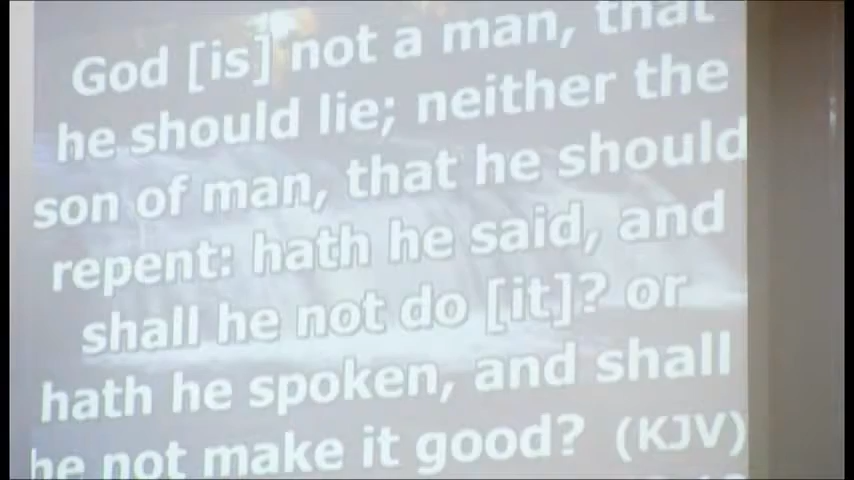 God [is] not a man, that
he should lie; neither the
son of man, that he should
repent: hath he said, and
shall he not do [it]? or
hath he spoken, and shall
he not make it good? (KJV)